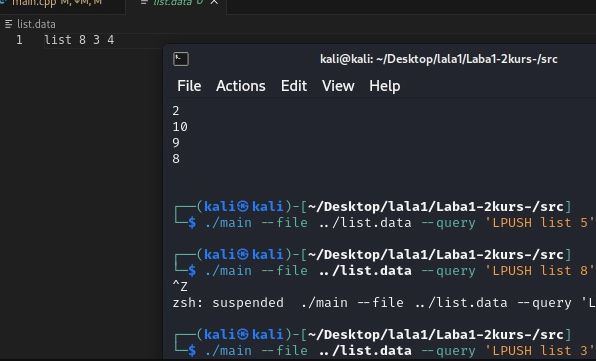 main.cpp M, •M, M
list.data U X
list.data
1 list 8 3 4
kali@kali: ~/Desktop/lala1/Laba1-2kurs-/src
File Actions Edit View Help
2
10
9
8
┌──(kali㉿kali)-[~/Desktop/lala1/Laba1-2kurs-/src]
└─$ ./main --file ../list.data --query 'LPUSH list 5'
┌──(kali㉿kali)-[~/Desktop/lala1/Laba1-2kurs-/src]
└─$ ./main --file ../list.data --query 'LPUSH list 8'
^Z
zsh: suspended ./main --file ../list.data --query 'L
┌──(kali㉿kali)-[~/Desktop/lala1/Laba1-2kurs-/src]
└─$ ./main --file ../list.data --query 'LPUSH list 3'